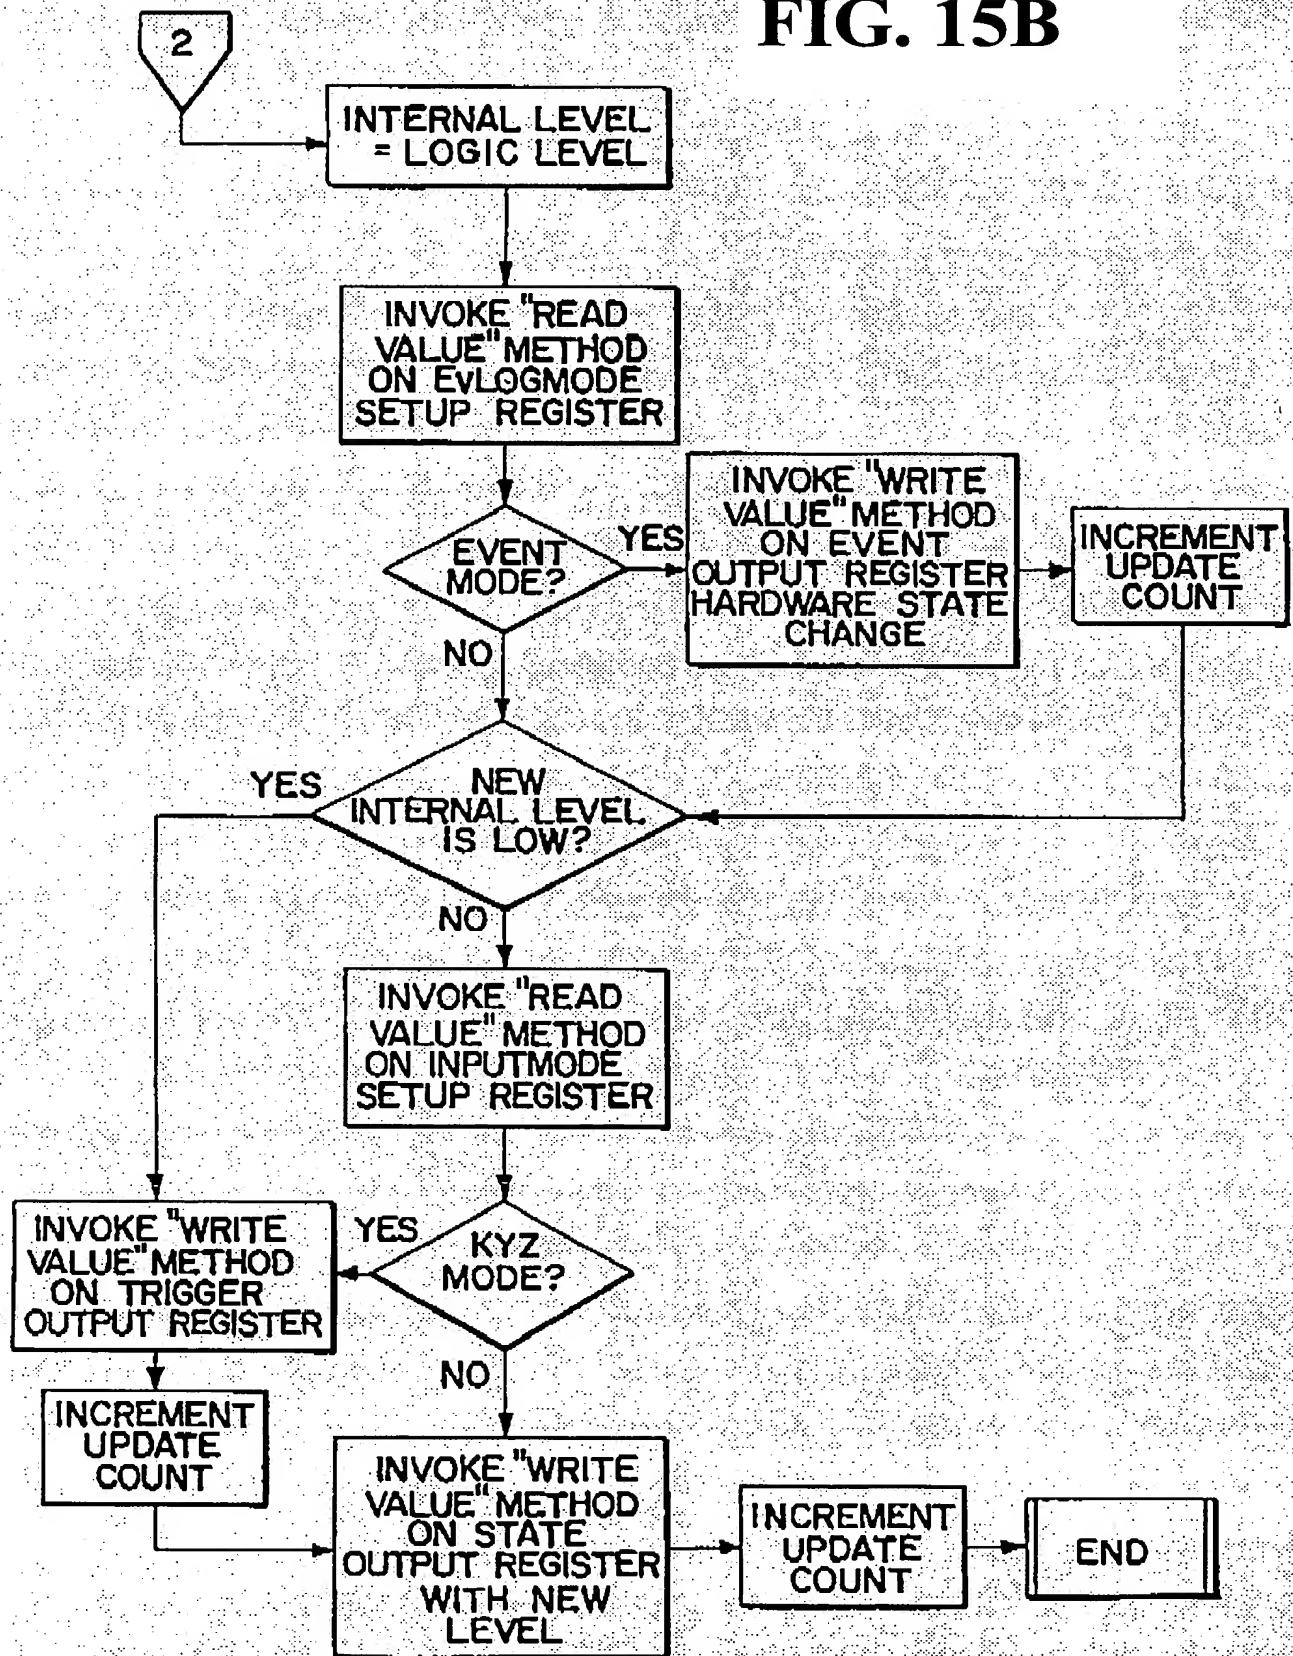 FIG. 15B
2
INTERNAL LEVEL
= LOGIC LEVEL
INVOKE "READ
VALUE" METHOD
ON EvLOGMODE
SETUP REGISTER
EVENT
MODE?
YES
NO
INVOKE "WRITE
VALUE" METHOD
ON EVENT
OUTPUT REGISTER
HARDWARE STATE
CHANGE
INCREMENT
UPDATE
COUNT
NEW
INTERNAL LEVEL
IS LOW?
YES
NO
INVOKE "READ
VALUE" METHOD
ON INPUTMODE
SETUP REGISTER
KYZ
MODE?
YES
NO
INVOKE "WRITE
VALUE" METHOD
ON TRIGGER
OUTPUT REGISTER
INCREMENT
UPDATE
COUNT
INVOKE "WRITE
VALUE" METHOD
ON STATE
OUTPUT REGISTER
WITH NEW
LEVEL
INCREMENT
UPDATE
COUNT
END